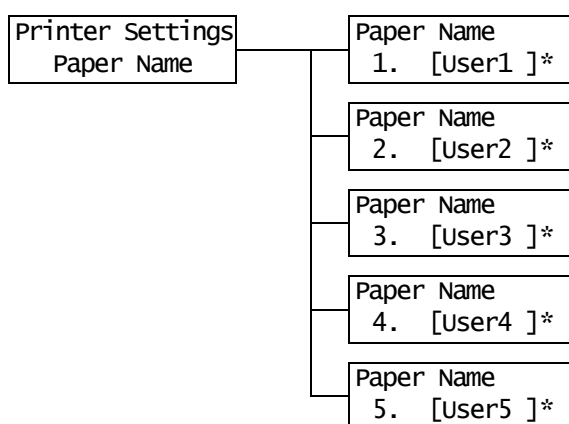 Printer Settings
Paper Name
Paper Name
1. [User1 ]*
Paper Name
2. [User2 ]*
Paper Name
3. [User3 ]*
Paper Name
4. [User4 ]*
Paper Name
5. [User5 ]*